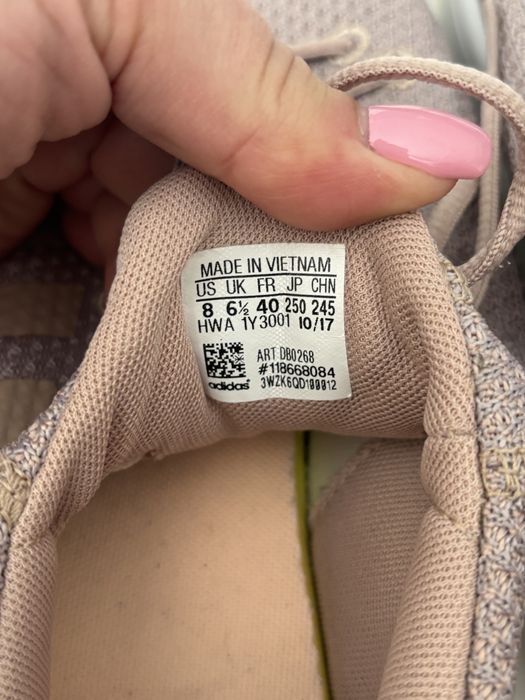 MADE IN VIETNAM
US UK FR JP CHN
8 6½ 40 250 245
HWA 1Y3001 10/17
ART DB0268
#118668084
adidas® 3WZK6QD100012